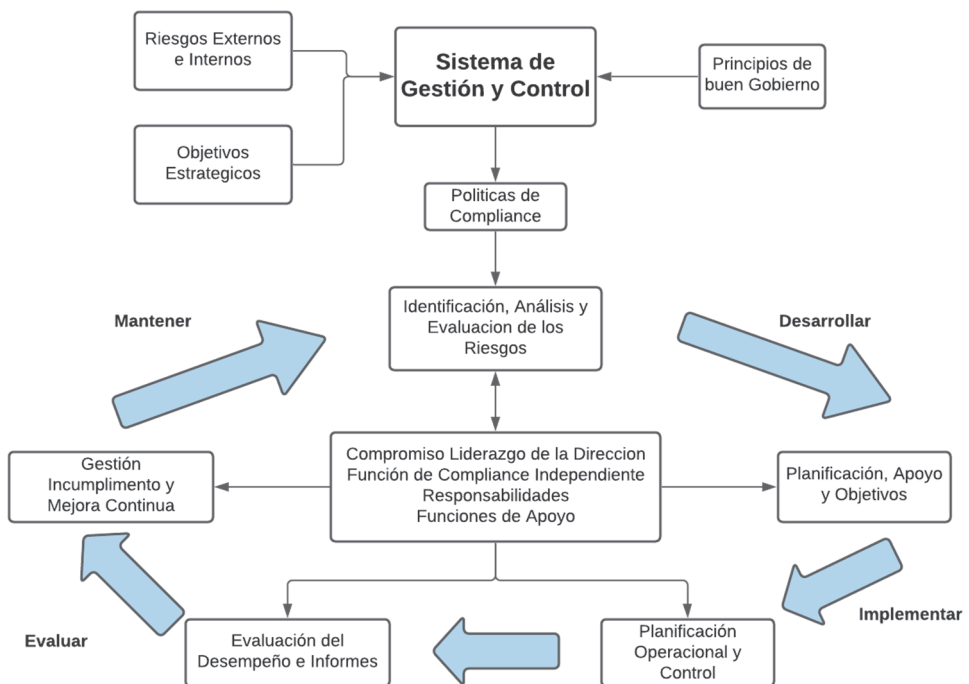 Riesgos Externos
e Internos
Sistema de
Gestión y Control
Principios de
buen Gobierno
Objetivos
Estrategicos
Politicas de
Compliance
Identificación, Análisis y
Evaluacion de los
Riesgos
Mantener
Desarrollar
Compromiso Liderazgo de la Direccion
Función de Compliance Independiente
Responsabilidades
Funciones de Apoyo
Gestión
Incumplimento y
Mejora Continua
Planificación, Apoyo
y Objetivos
Implementar
Evaluar
Evaluación del
Desempeño e Informes
Planificación
Operacional y
Control